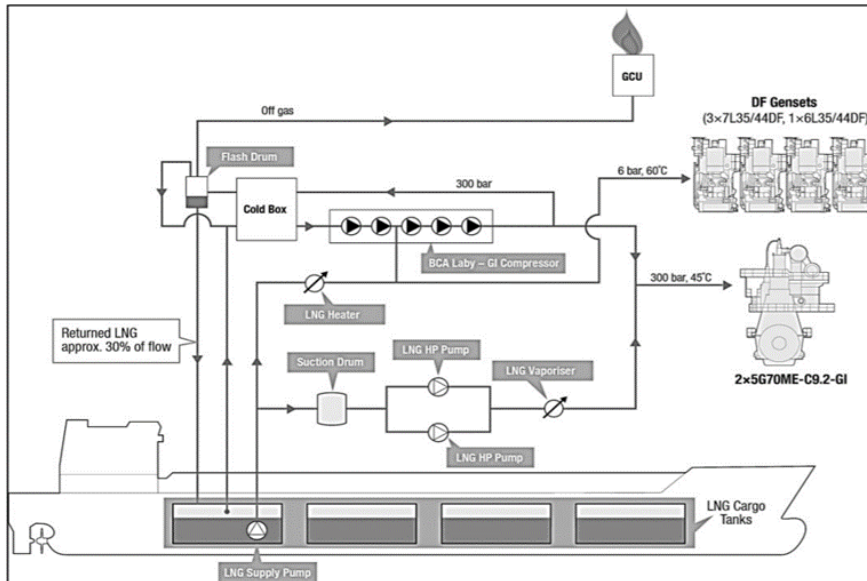 GCU
DF Gensets
(3×7L35/44DF, 1×6L35/44DF)
Off gas
Flash Drum
6 bar, 60°C
300 bar
Cold Box
BCA Laby – GI Compressor
300 bar, 45°C
LNG Heater
Returned LNG
approx. 30% of flow
LNG HP Pump
Suction Drum
LNG Vaporiser
2×5G70ME-C9.2-GI
LNG HP Pump
LNG Cargo
Tanks
LNG Supply Pump